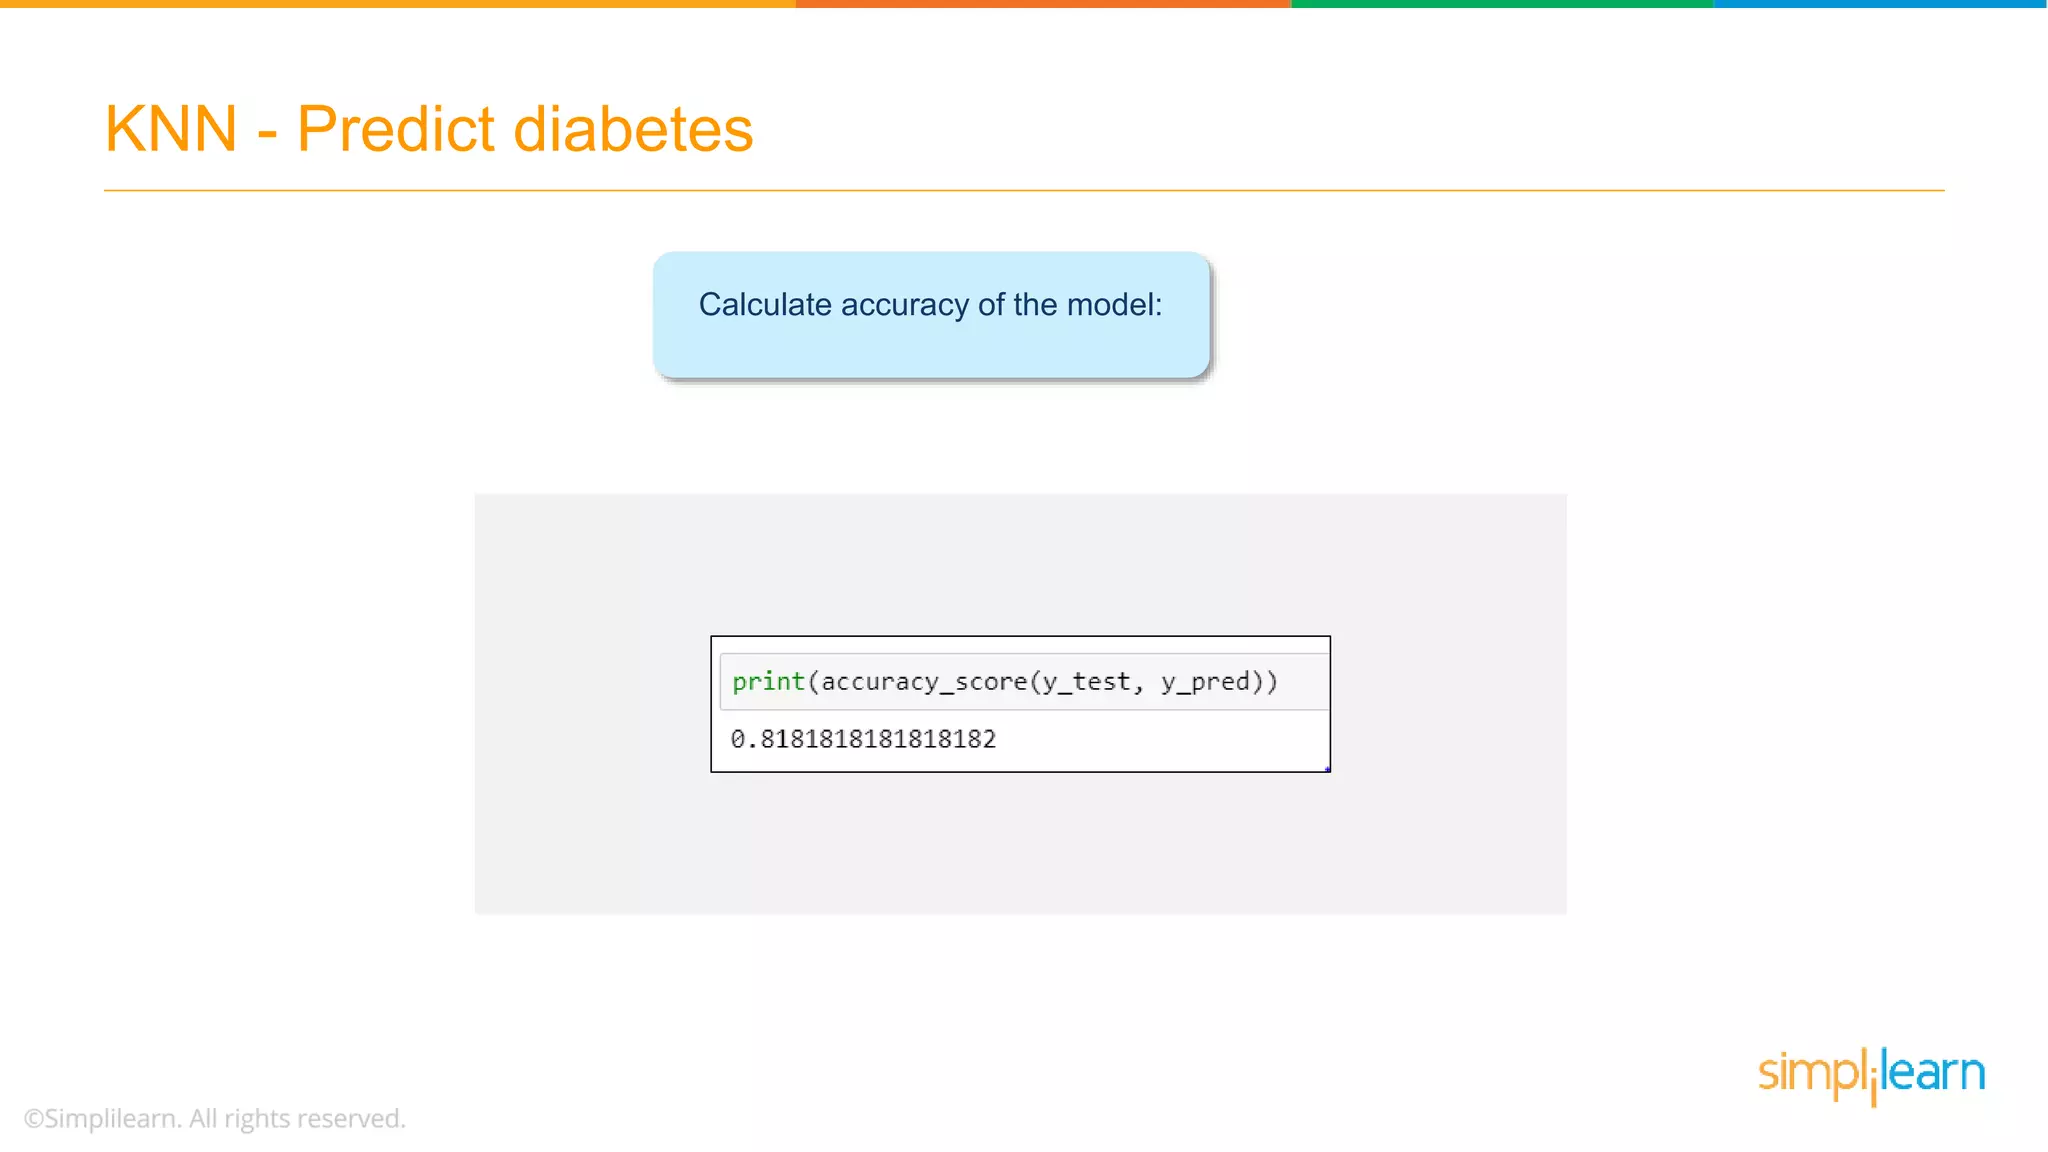 KNN - Predict diabetes
Calculate accuracy of the model:
print(accuracy_score(y_test, y_pred))
0.8181818181818182
simplilearn
©Simplilearn. All rights reserved.